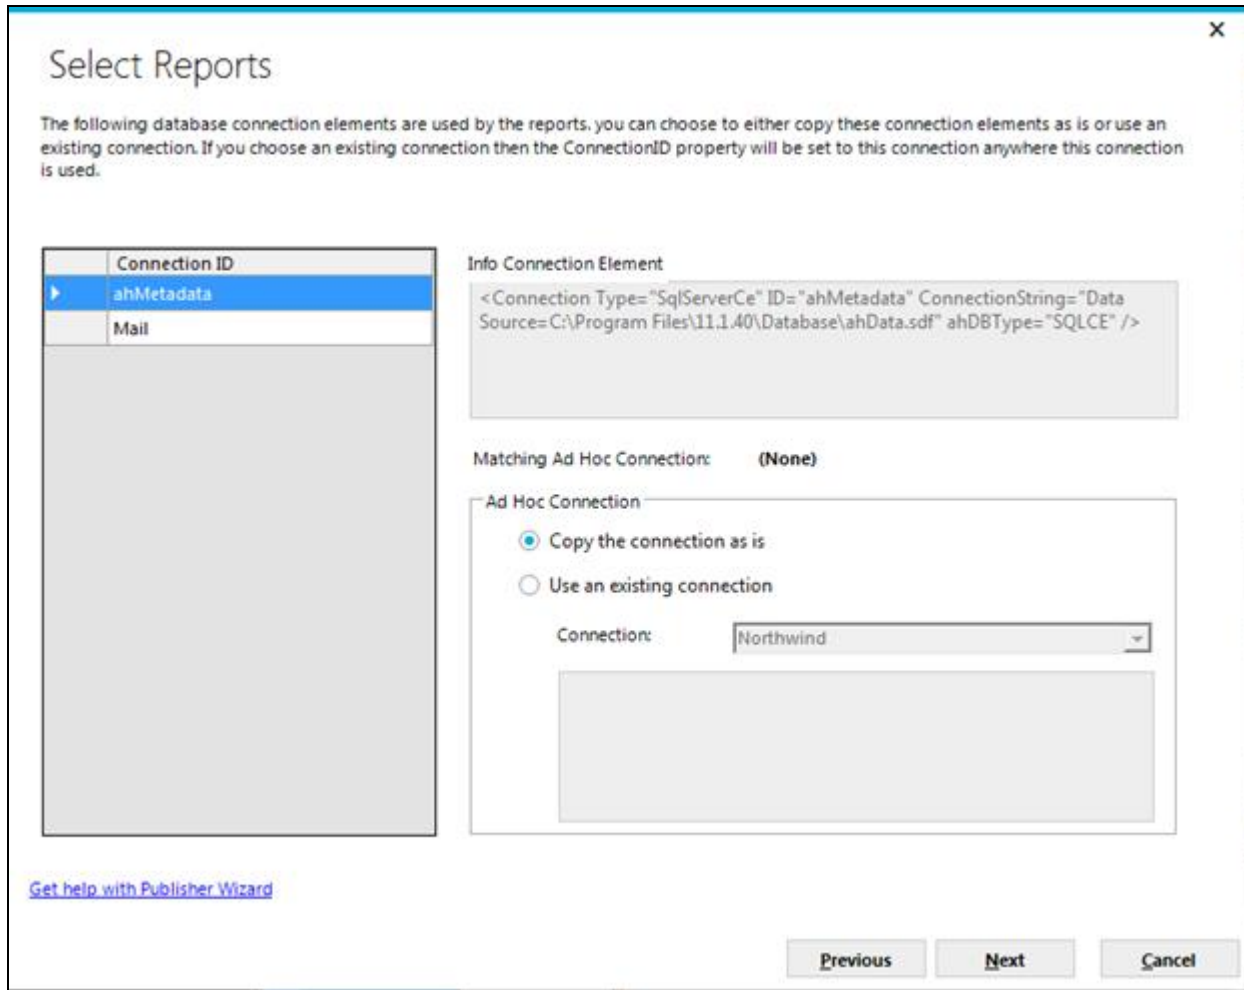 Select Reports
The following database connection elements are used by the reports. you can choose to either copy these connection elements as is or use an
existing connection. If you choose an existing connection then the ConnectionID property will be set to this connection anywhere this connection
is used.
Connection ID
ahMetadata
Mail
Info Connection Element
<Connection Type="SqlServerCe" ID="ahMetadata" ConnectionString="Data
Source=C:\Program Files\11.1.40\Database\ahData.sdf" ahDBType="SQLCE" />
Matching Ad Hoc Connection: (None)
Ad Hoc Connection
Copy the connection as is
Use an existing connection
Connection: Northwind
Get help with Publisher Wizard
Previous Next Cancel